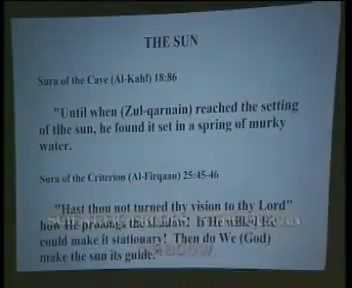 THE SUN
Sura of the Cave (Al-Kahf) 18:86
"Until when (Zul-qarnain) reached the setting
of tlbe sun, he found it set in a spring of murky
water.
Sura of the Criterion (Al-Firqaan) 25:45-46
"Hast thou not turned thy vision to thy Lord"
how He prolongs the shadow! If He willed He
could make it stationary! Then do We (God)
make the sun its guide."